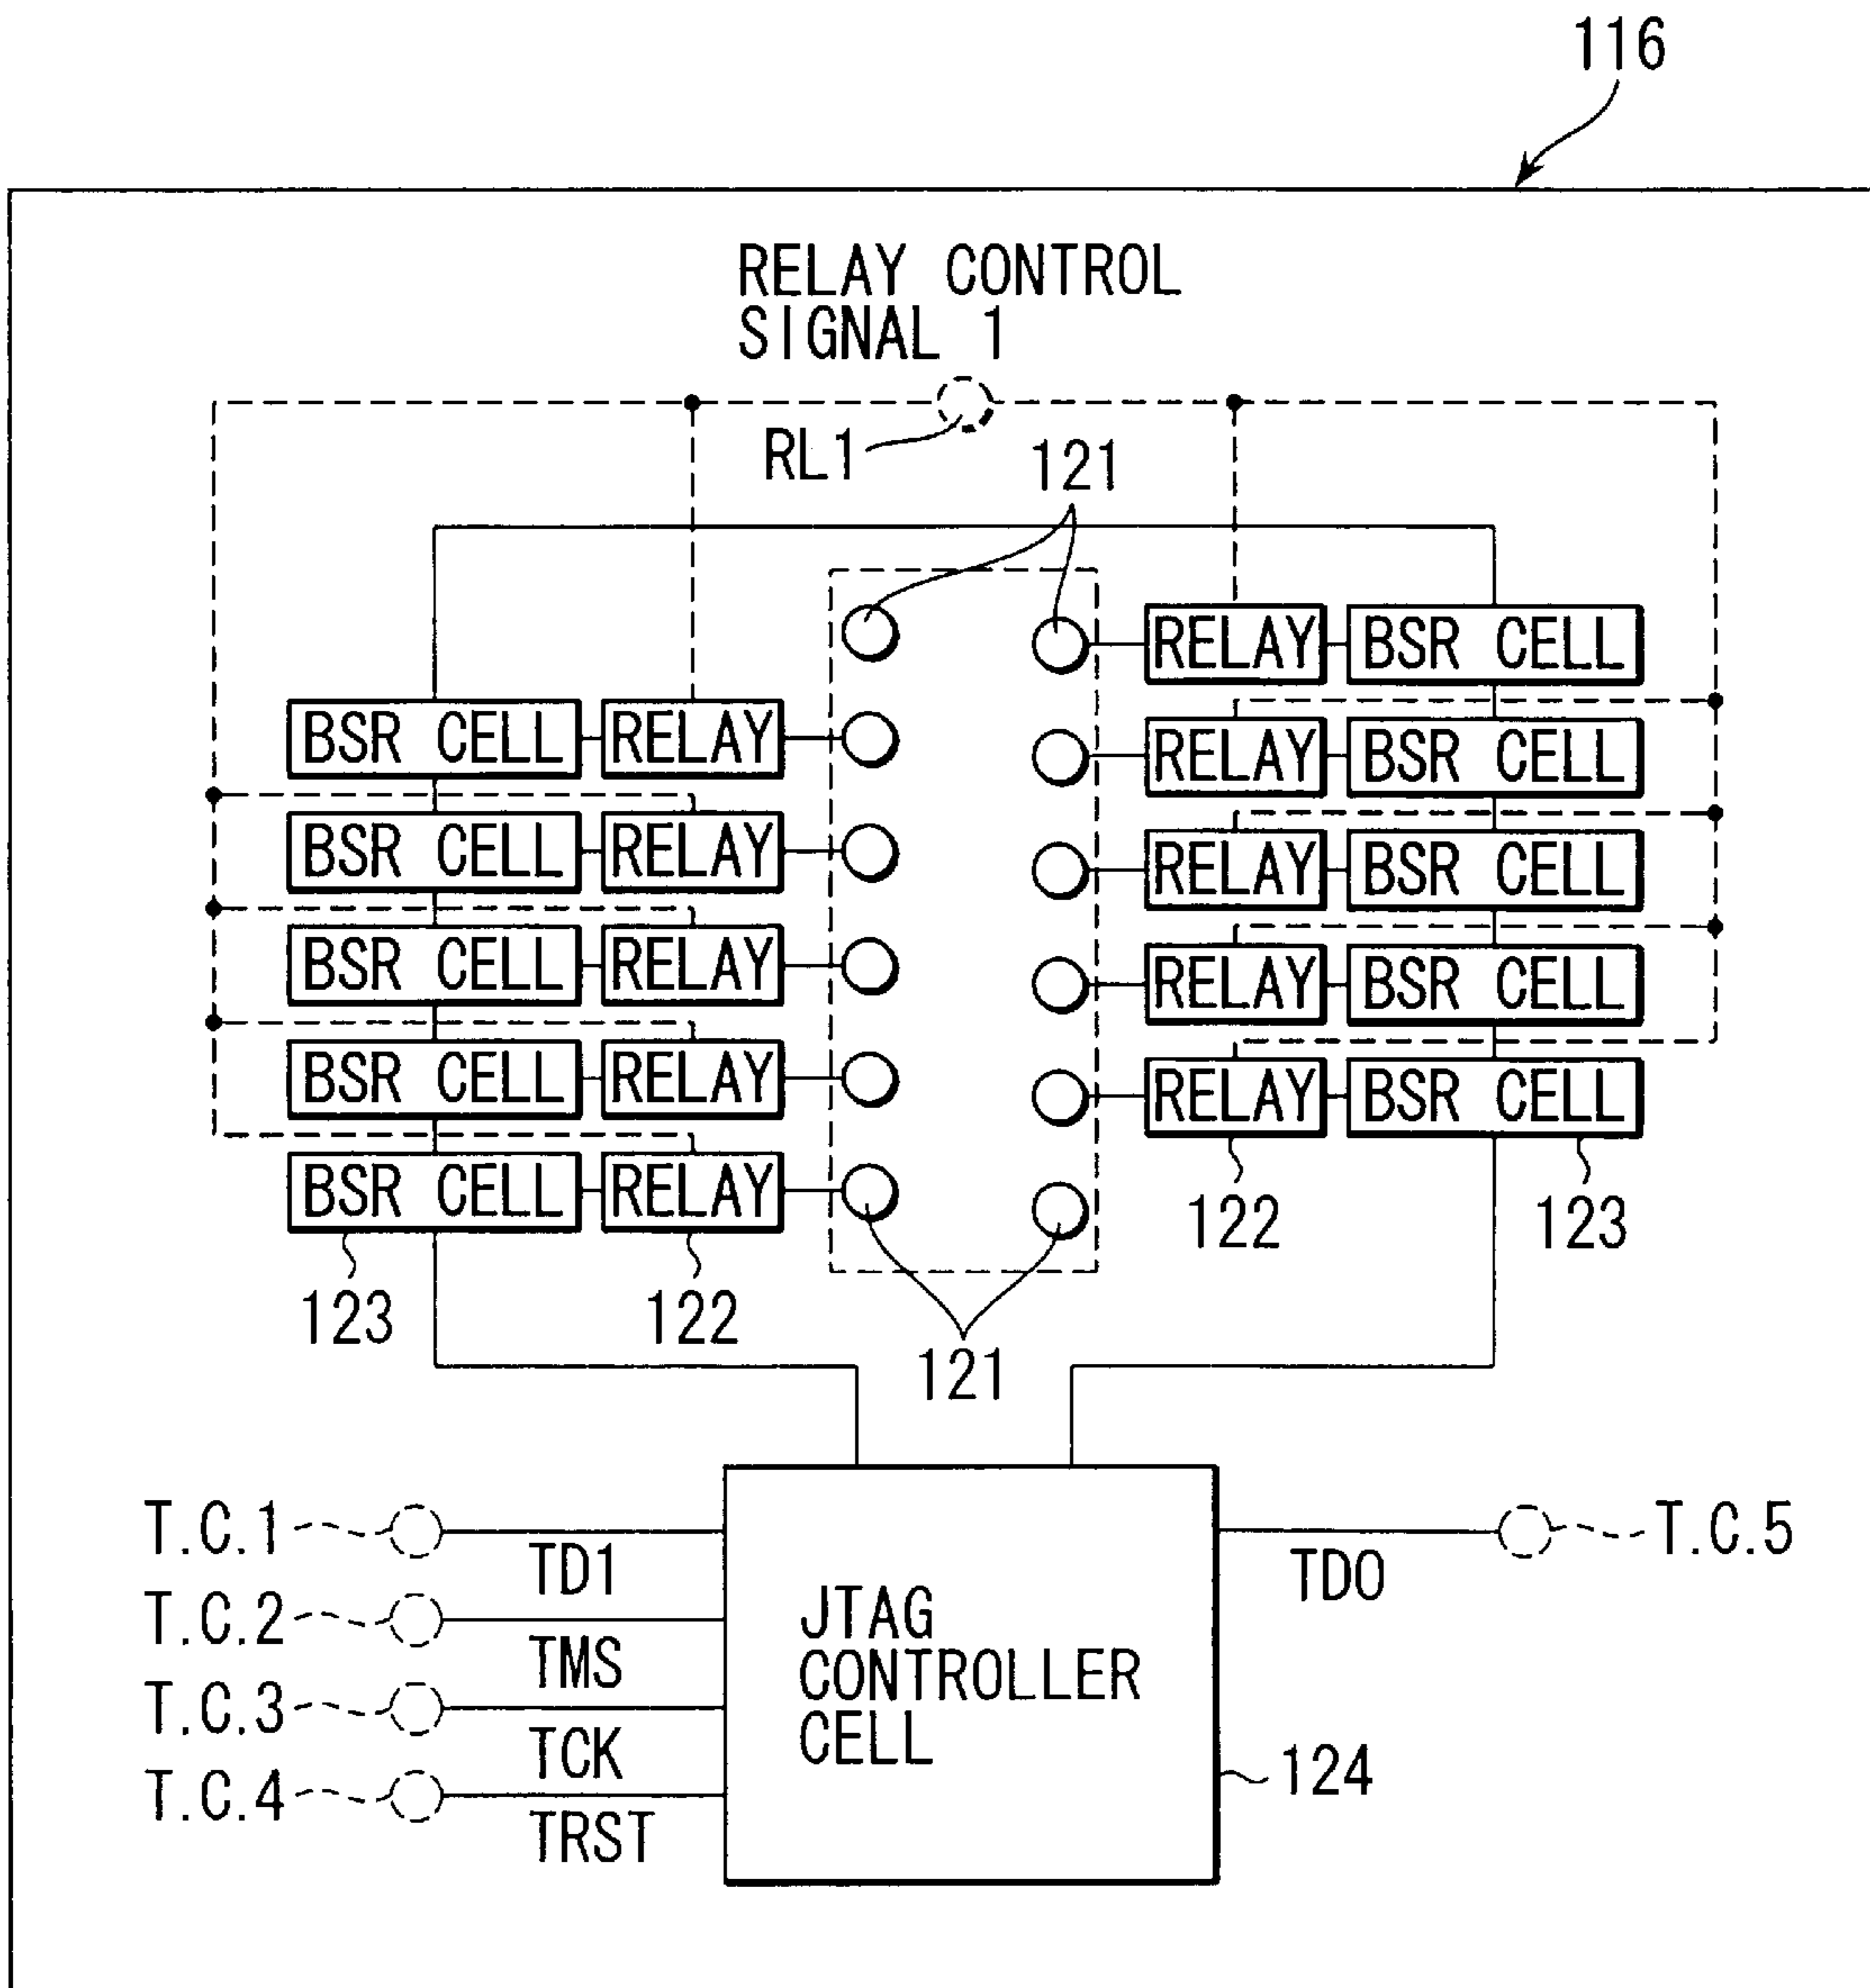 116
RELAY CONTROL
SIGNAL 1
RL1
121
RELAY BSR CELL
BSR CELL RELAY
RELAY BSR CELL
BSR CELL RELAY
RELAY BSR CELL
BSR CELL RELAY
RELAY BSR CELL
BSR CELL RELAY
RELAY BSR CELL
BSR CELL RELAY
122 123
123 122
121
T.C.1
TD1
TDO
T.C.5
T.C.2
TMS
T.C.3
TCK
T.C.4
TRST
JTAG
CONTROLLER
CELL
124